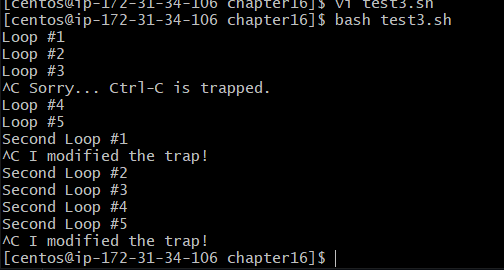 [centos@ip-172-31-34-106 chapter16]$ vi test3.sh
[centos@ip-172-31-34-106 chapter16]$ bash test3.sh
Loop #1
Loop #2
Loop #3
^C Sorry... Ctrl-C is trapped.
Loop #4
Loop #5
Second Loop #1
^C I modified the trap!
Second Loop #2
Second Loop #3
Second Loop #4
Second Loop #5
^C I modified the trap!
[centos@ip-172-31-34-106 chapter16]$